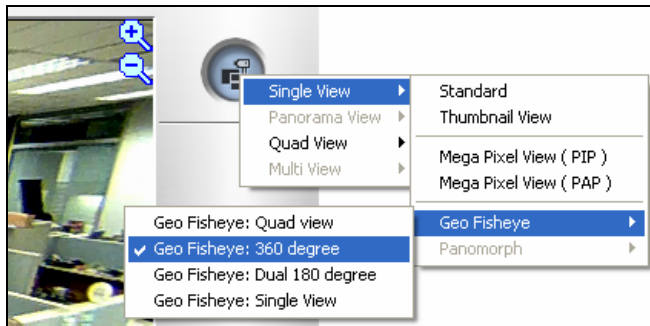 Single View
Panorama View
Quad View
Multi View
Standard
Thumbnail View
Mega Pixel View ( PIP )
Mega Pixel View ( PAP )
Geo Fisheye
Panomorph
Geo Fisheye: Quad view
Geo Fisheye: 360 degree
Geo Fisheye: Dual 180 degree
Geo Fisheye: Single View